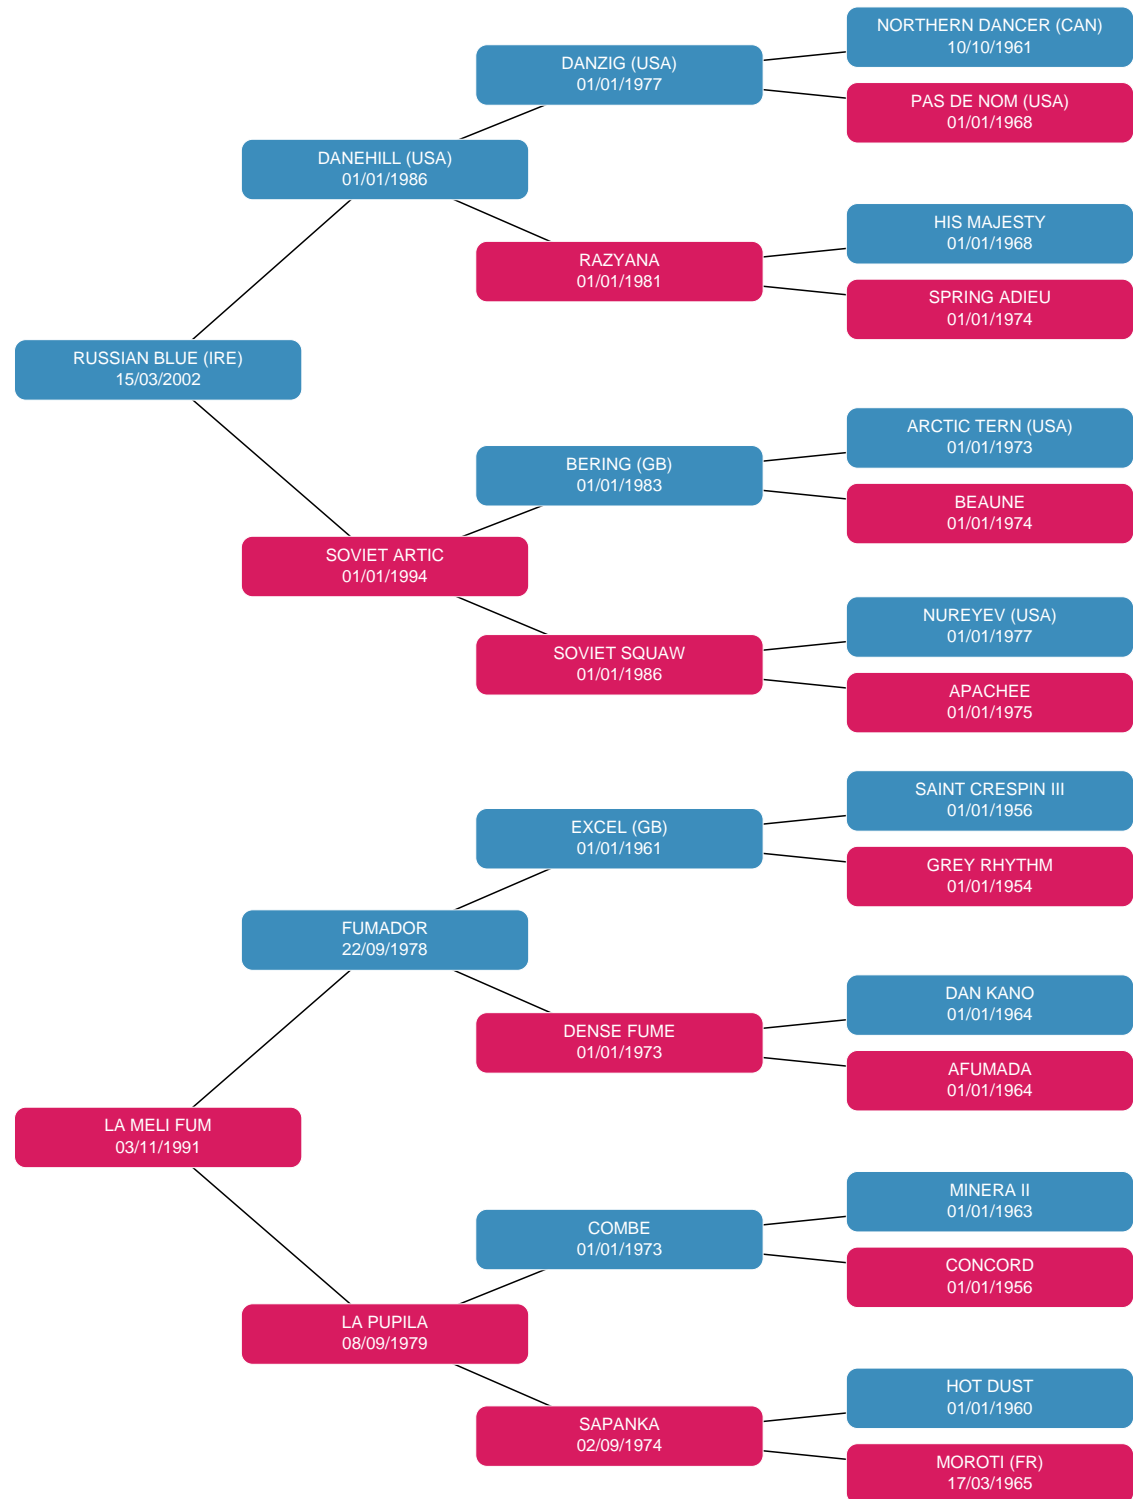 NORTHERN DANCER (CAN)
10/10/1961
DANZIG (USA)
01/01/1977
PAS DE NOM (USA)
01/01/1968
DANEHILL (USA)
01/01/1986
HIS MAJESTY
01/01/1968
RAZYANA
01/01/1981
SPRING ADIEU
01/01/1974
RUSSIAN BLUE (IRE)
15/03/2002
ARCTIC TERN (USA)
01/01/1973
BERING (GB)
01/01/1983
BEAUNE
01/01/1974
SOVIET ARTIC
01/01/1994
NUREYEV (USA)
01/01/1977
SOVIET SQUAW
01/01/1986
APACHEE
01/01/1975
SAINT CRESPIN III
01/01/1956
EXCEL (GB)
01/01/1961
GREY RHYTHM
01/01/1954
FUMADOR
22/09/1978
DAN KANO
01/01/1964
DENSE FUME
01/01/1973
AFUMADA
01/01/1964
LA MELI FUM
03/11/1991
MINERA II
01/01/1963
COMBE
01/01/1973
CONCORD
01/01/1956
LA PUPILA
08/09/1979
HOT DUST
01/01/1960
SAPANKA
02/09/1974
MOROTI (FR)
17/03/1965